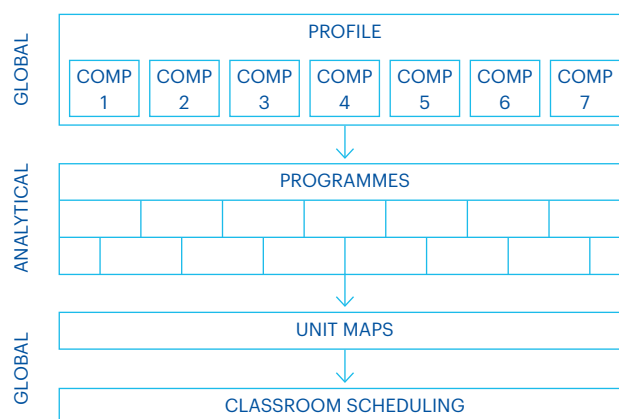 GLOBAL
PROFILE
COMP 1
COMP 2
COMP 3
COMP 4
COMP 5
COMP 6
COMP 7
ANALYTICAL
PROGRAMMES
GLOBAL
UNIT MAPS
CLASSROOM SCHEDULING